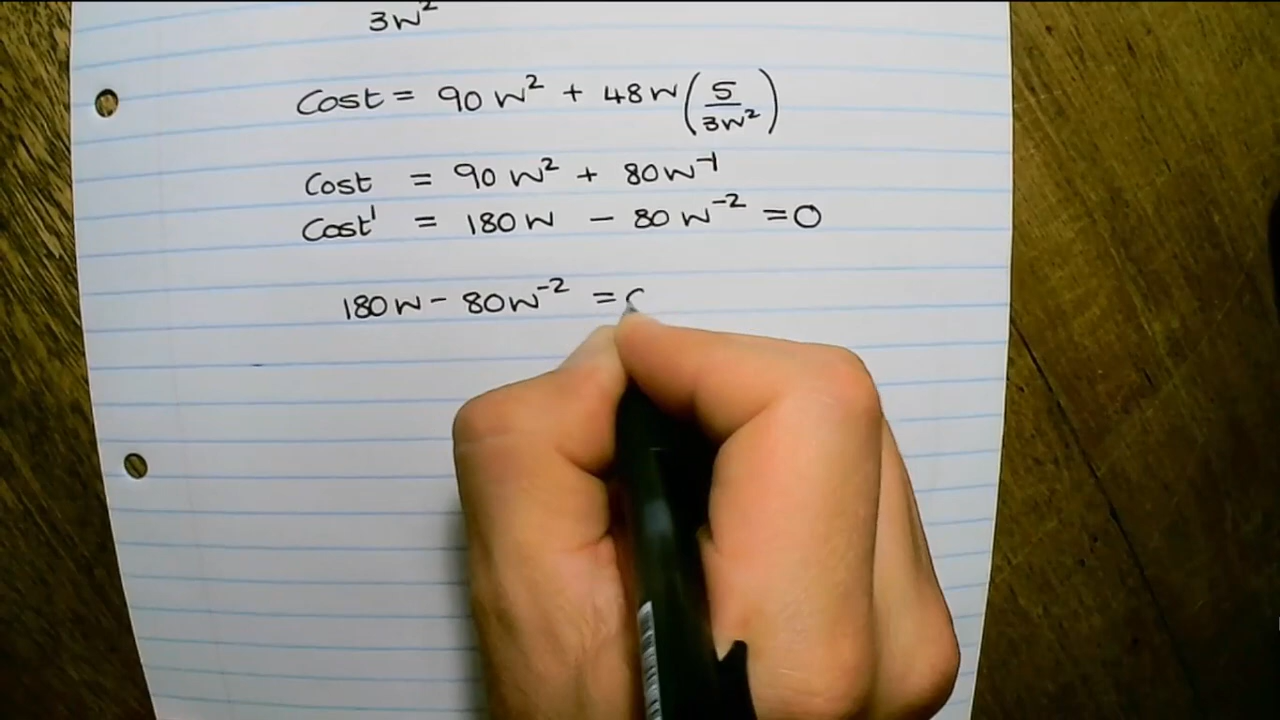 3w²
Cost = 90w² + 48w(5/3w²)
Cost = 90w² + 80w⁻¹
Cost' = 180w − 80w⁻² = 0
180w − 80w⁻² =